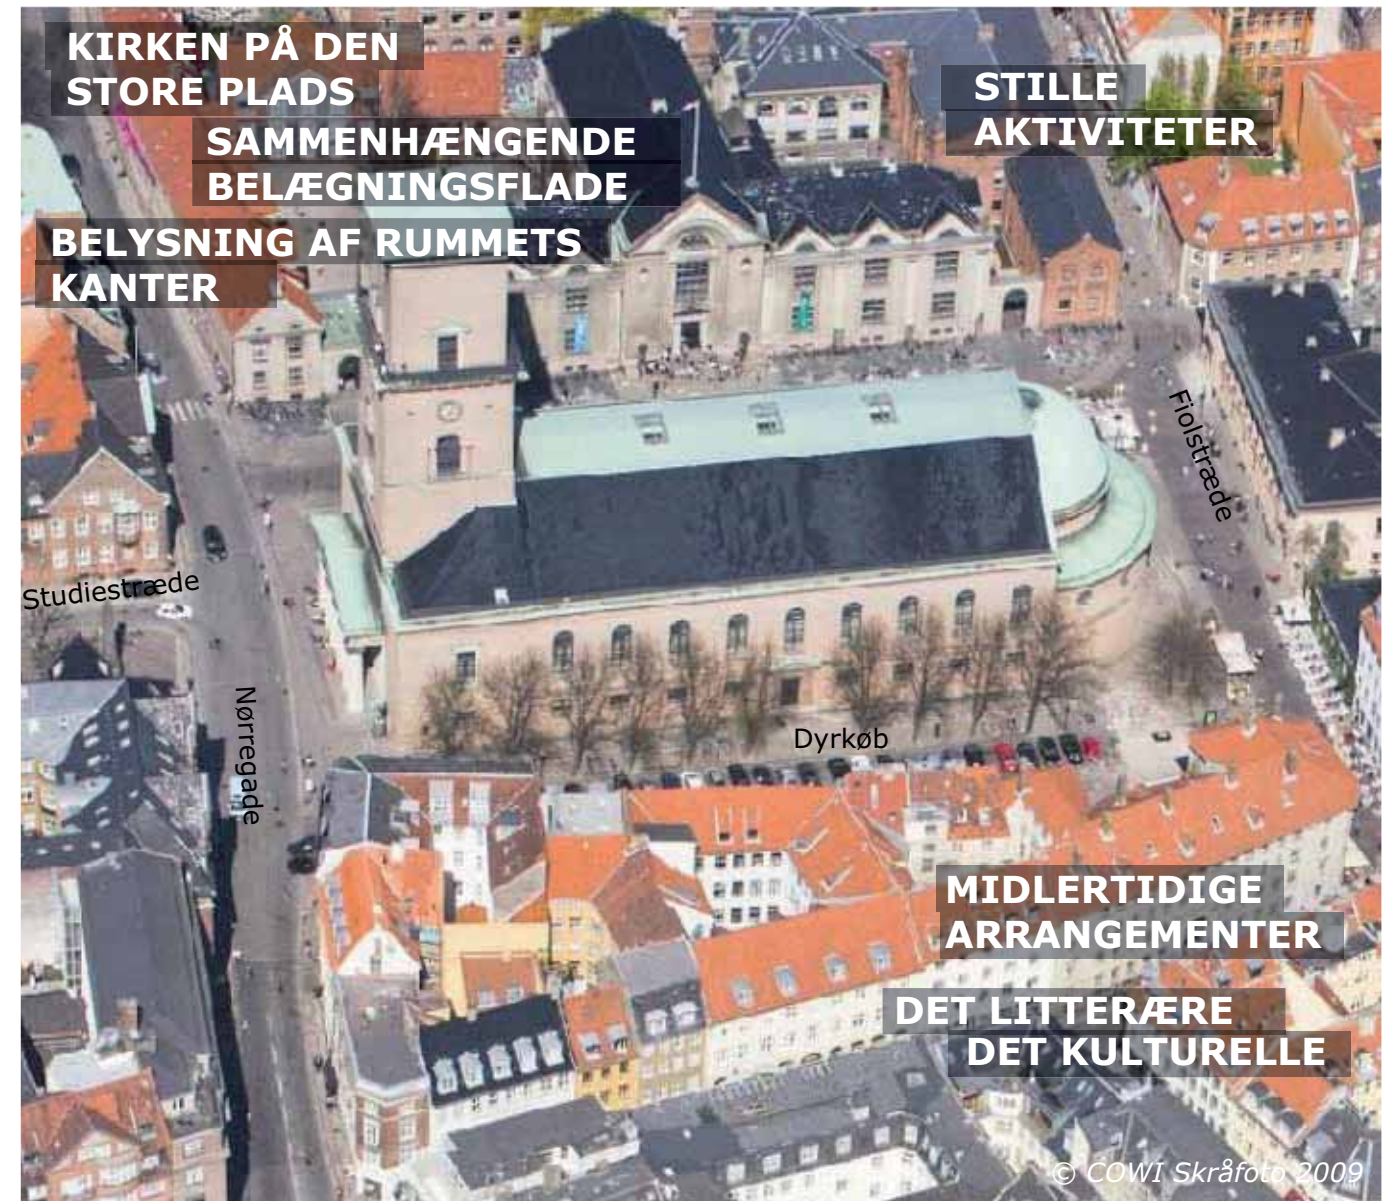 KIRKEN PÅ DEN
STORE PLADS
SAMMENHÆNGENDE
BELÆGNINGSFLADE
BELYSNING AF RUMMETS
KANTER
STILLE
AKTIVITETER
Fiolstræde
Studiestræde
Nørregade
Dyrkøb
MIDLERTIDIGE
ARRANGEMENTER
DET LITTERÆRE
DET KULTURELLE
© COWI Skråfoto 2009